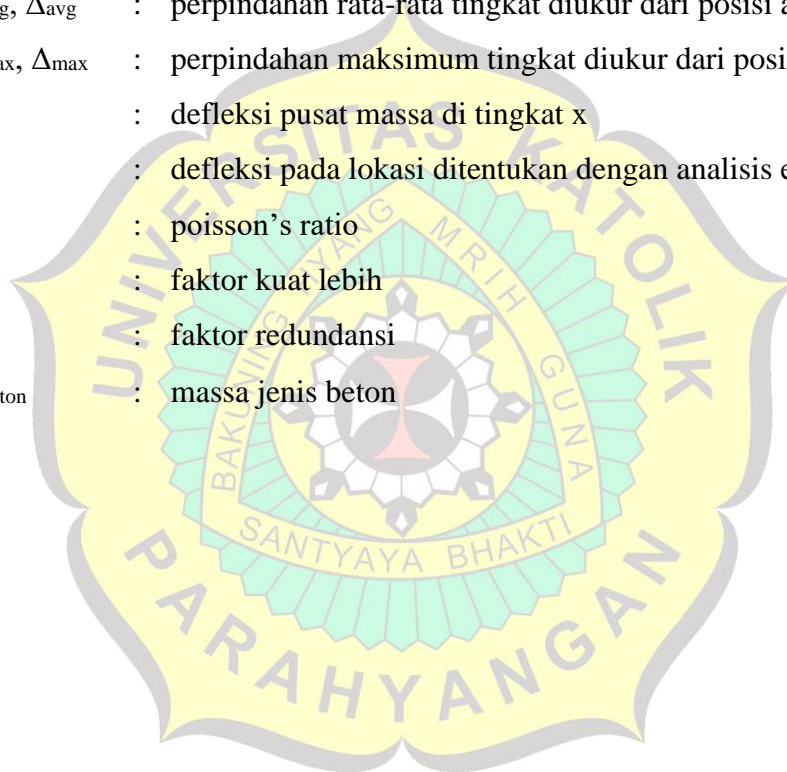 g, Δavg : perpindahan rata-rata tingkat diukur dari posisi a
ax, Δmax : perpindahan maksimum tingkat diukur dari posi
: defleksi pusat massa di tingkat x
: defleksi pada lokasi ditentukan dengan analisis e
: poisson’s ratio
: faktor kuat lebih
: faktor redundansi
ton : massa jenis beton
UNIVERSITAS KATOLIK
PARAHYANGAN
BAKUNING HYANG MRIH GUNA
SANTYAYA BHAKTI